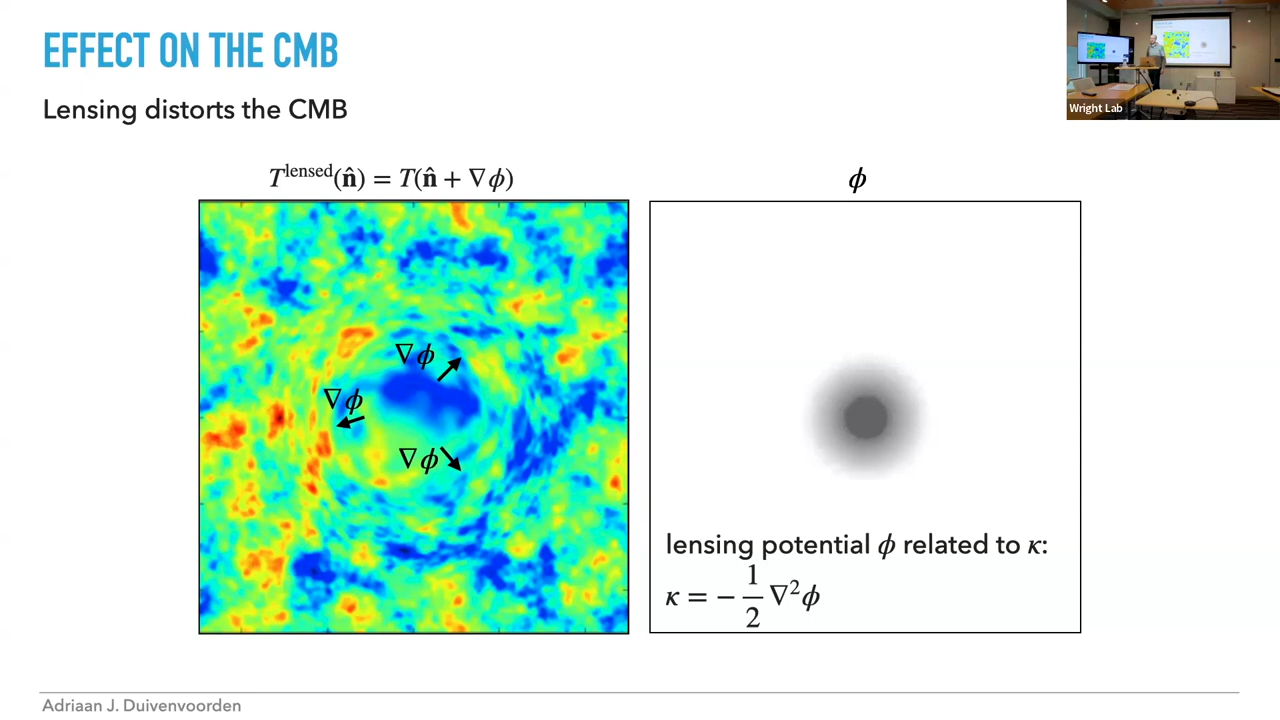 EFFECT ON THE CMB
Lensing distorts the CMB
Wright Lab
T^lensed(n̂) = T(n̂ + ∇ϕ)
ϕ
∇ϕ
∇ϕ
∇ϕ
lensing potential ϕ related to κ:
κ = − 1/2 ∇²ϕ
Adriaan J. Duivenvoorden